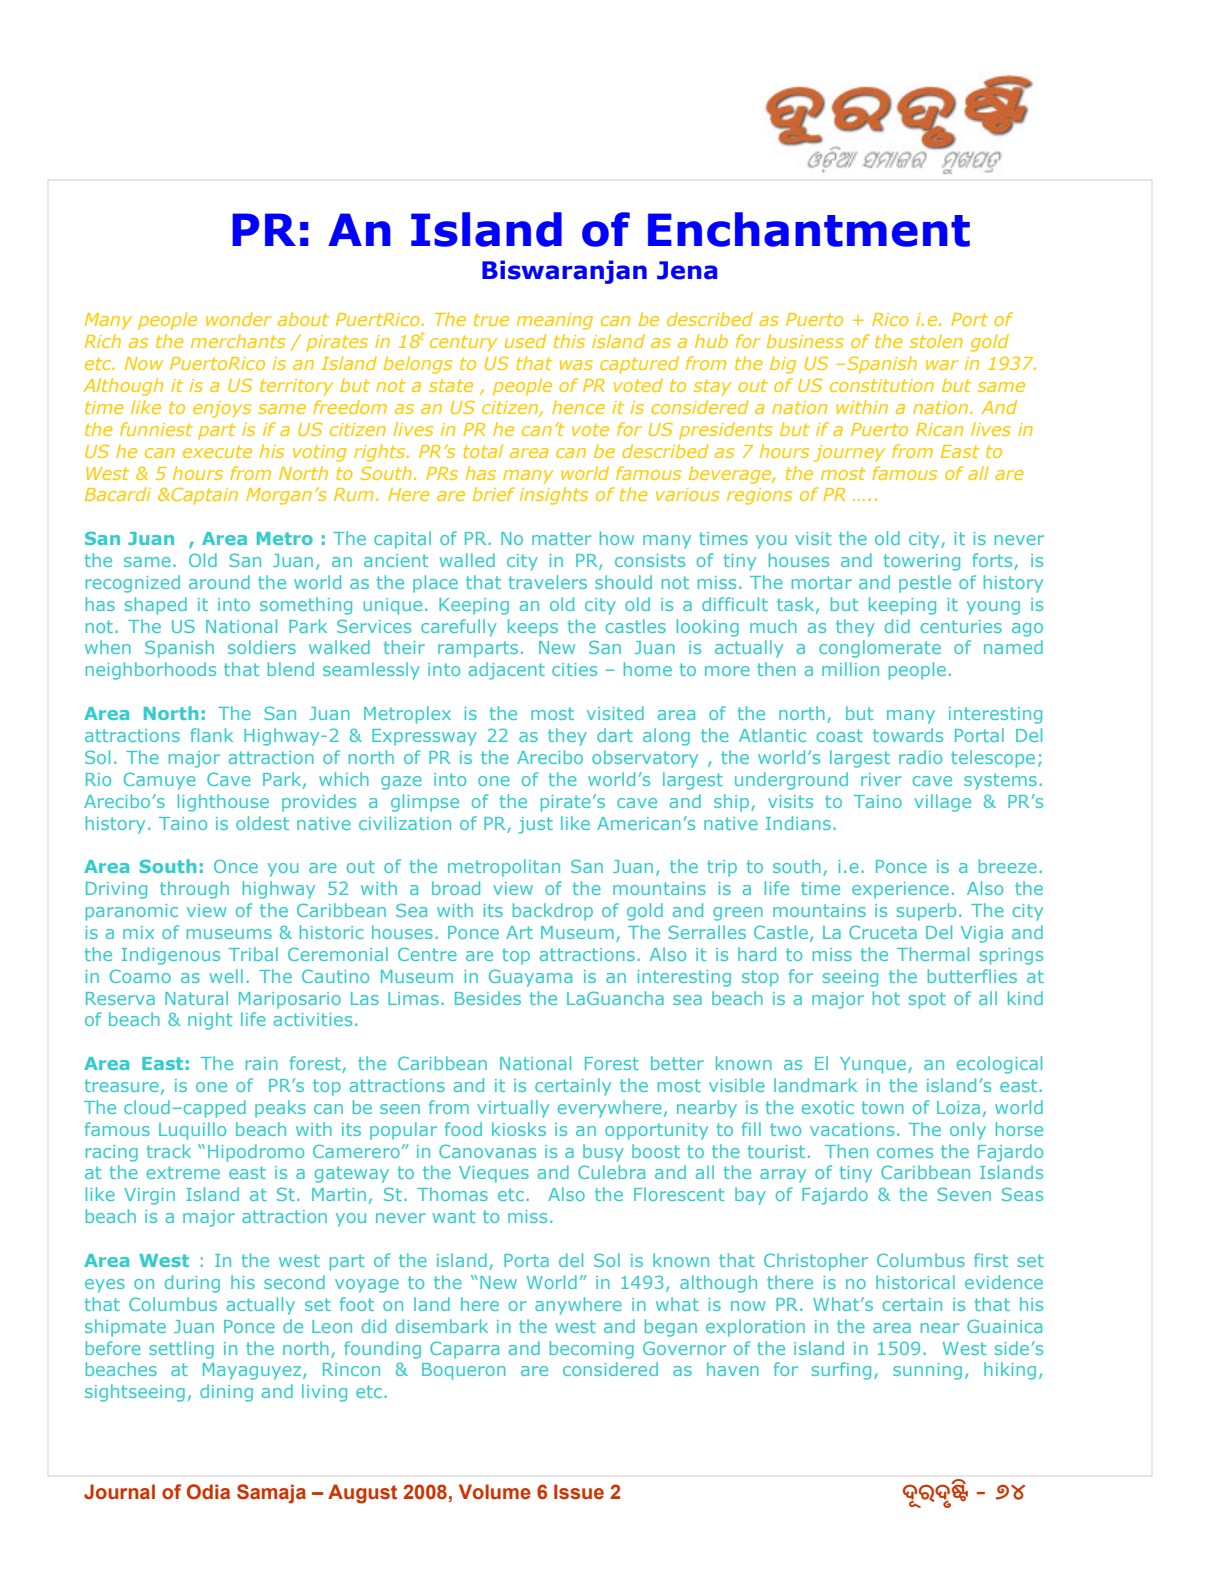 ଦୂରଦୃଷ୍ଟି
ଓଡ଼ିଆ ସମାଜର ମୁଖପତ୍ର
PR: An Island of Enchantment
Biswaranjan Jena
Many people wonder about PuertRico. The true meaning can be described as Puerto + Rico i.e. Port of
Rich as the merchants / pirates in 18t century used this island as a hub for business of the stolen gold
etc. Now PuertoRico is an Island belongs to US that was captured from the big US –Spanish war in 1937.
Although it is a US territory but not a state , people of PR voted to stay out of US constitution but same
time like to enjoys same freedom as an US citizen, hence it is considered a nation within a nation. And
the funniest part is if a US citizen lives in PR he can't vote for US presidents but if a Puerto Rican lives in
US he can execute his voting rights. PR's total area can be described as 7 hours journey from East to
West & 5 hours from North to South. PRs has many world famous beverage, the most famous of all are
Bacardi &Captain Morgan's Rum. Here are brief insights of the various regions of PR …..
San Juan , Area Metro : The capital of PR. No matter how many times you visit the old city, it is never
the same. Old San Juan, an ancient walled city in PR, consists of tiny houses and towering forts, is
recognized around the world as the place that travelers should not miss. The mortar and pestle of history
has shaped it into something unique. Keeping an old city old is a difficult task, but keeping it young is
not. The US National Park Services carefully keeps the castles looking much as they did centuries ago
when Spanish soldiers walked their ramparts. New San Juan is actually a conglomerate of named
neighborhoods that blend seamlessly into adjacent cities – home to more then a million people.
Area North: The San Juan Metroplex is the most visited area of the north, but many interesting
attractions flank Highway-2 & Expressway 22 as they dart along the Atlantic coast towards Portal Del
Sol. The major attraction of north of PR is the Arecibo observatory , the world's largest radio telescope;
Rio Camuye Cave Park, which gaze into one of the world's largest underground river cave systems.
Arecibo's lighthouse provides a glimpse of the pirate's cave and ship, visits to Taino village & PR's
history. Taino is oldest native civilization of PR, just like American's native Indians.
Area South: Once you are out of the metropolitan San Juan, the trip to south, i.e. Ponce is a breeze.
Driving through highway 52 with a broad view of the mountains is a life time experience. Also the
paranomic view of the Caribbean Sea with its backdrop of gold and green mountains is superb. The city
is a mix of museums & historic houses. Ponce Art Museum, The Serralles Castle, La Cruceta Del Vigia and
the Indigenous Tribal Ceremonial Centre are top attractions. Also it is hard to miss the Thermal springs
in Coamo as well. The Cautino Museum in Guayama is an interesting stop for seeing the butterflies at
Reserva Natural Mariposario Las Limas. Besides the LaGuancha sea beach is a major hot spot of all kind
of beach & night life activities.
Area East: The rain forest, the Caribbean National Forest better known as El Yunque, an ecological
treasure, is one of PR's top attractions and it is certainly the most visible landmark in the island's east.
The cloud–capped peaks can be seen from virtually everywhere, nearby is the exotic town of Loiza, world
famous Luquillo beach with its popular food kiosks is an opportunity to fill two vacations. The only horse
racing track "Hipodromo Camerero" in Canovanas is a busy boost to the tourist. Then comes the Fajardo
at the extreme east is a gateway to the Vieques and Culebra and all the array of tiny Caribbean Islands
like Virgin Island at St. Martin, St. Thomas etc. Also the Florescent bay of Fajardo & the Seven Seas
beach is a major attraction you never want to miss.
Area West : In the west part of the island, Porta del Sol is known that Christopher Columbus first set
eyes on during his second voyage to the "New World" in 1493, although there is no historical evidence
that Columbus actually set foot on land here or anywhere in what is now PR. What's certain is that his
shipmate Juan Ponce de Leon did disembark in the west and began exploration in the area near Guainica
before settling in the north, founding Caparra and becoming Governor of the island in 1509. West side's
beaches at Mayaguyez, Rincon & Boqueron are considered as haven for surfing, sunning, hiking,
sightseeing, dining and living etc.
Journal of Odia Samaja – August 2008, Volume 6 Issue 2 ଦୂରଦୃଷ୍ଟି - ୭୪